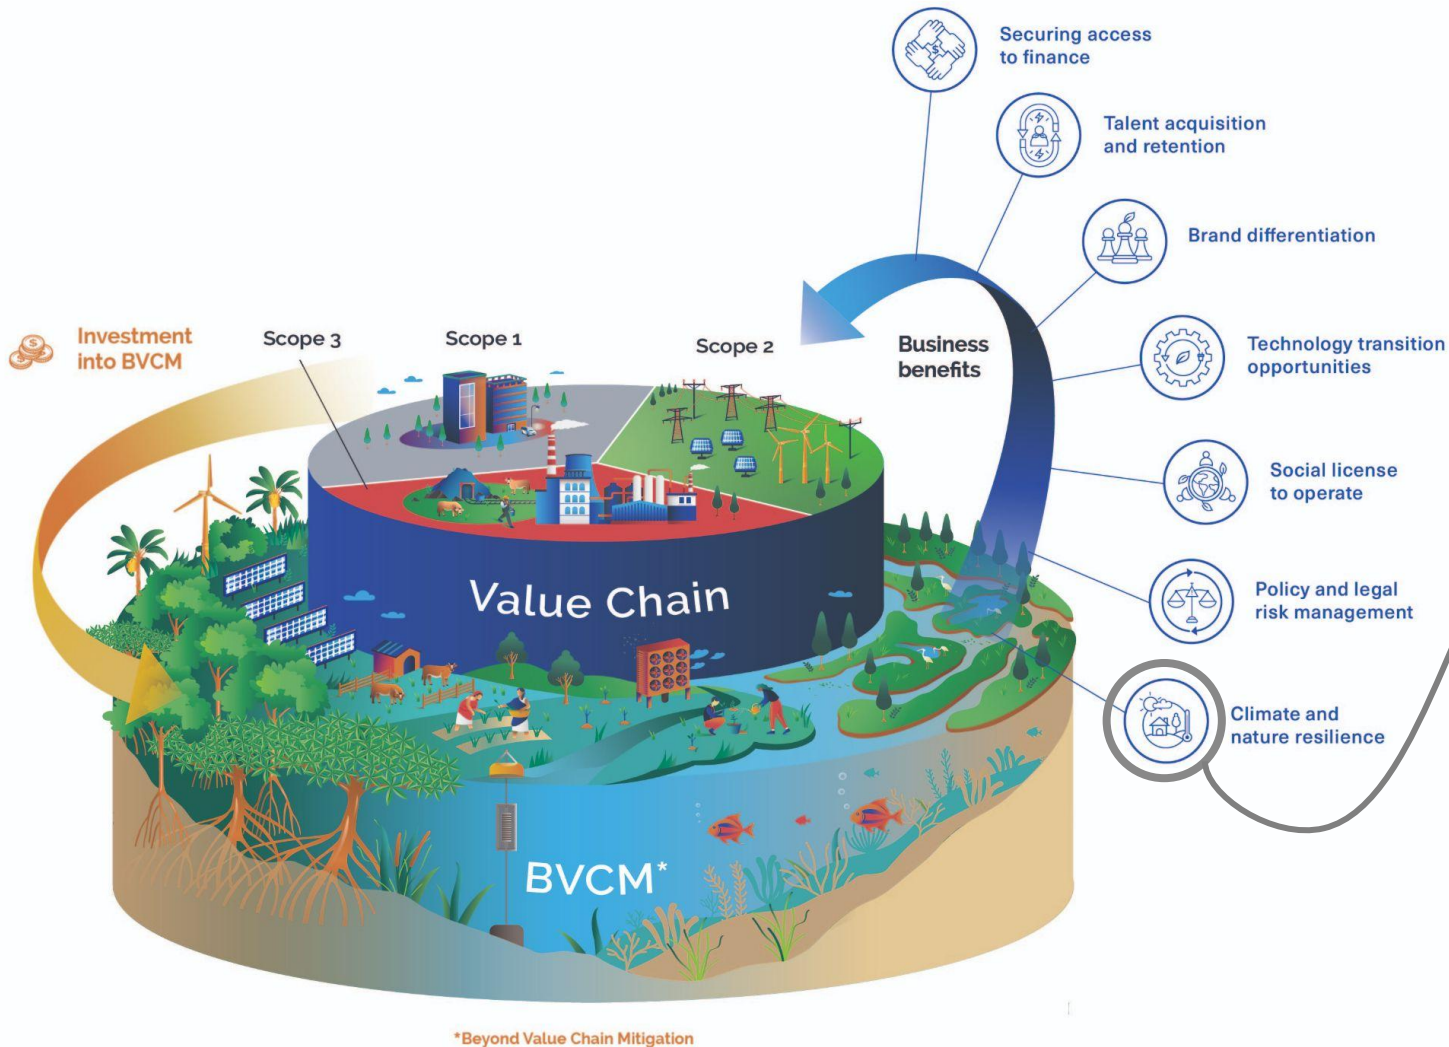 Securing access
to finance
Talent acquisition
and retention
Brand differentiation
Investment
into BVCM
Scope 3
Scope 1
Scope 2
Business
benefits
Technology transition
opportunities
Social license
to operate
Value Chain
Policy and legal
risk management
Climate and
nature resilience
BVCM*
*Beyond Value Chain Mitigation